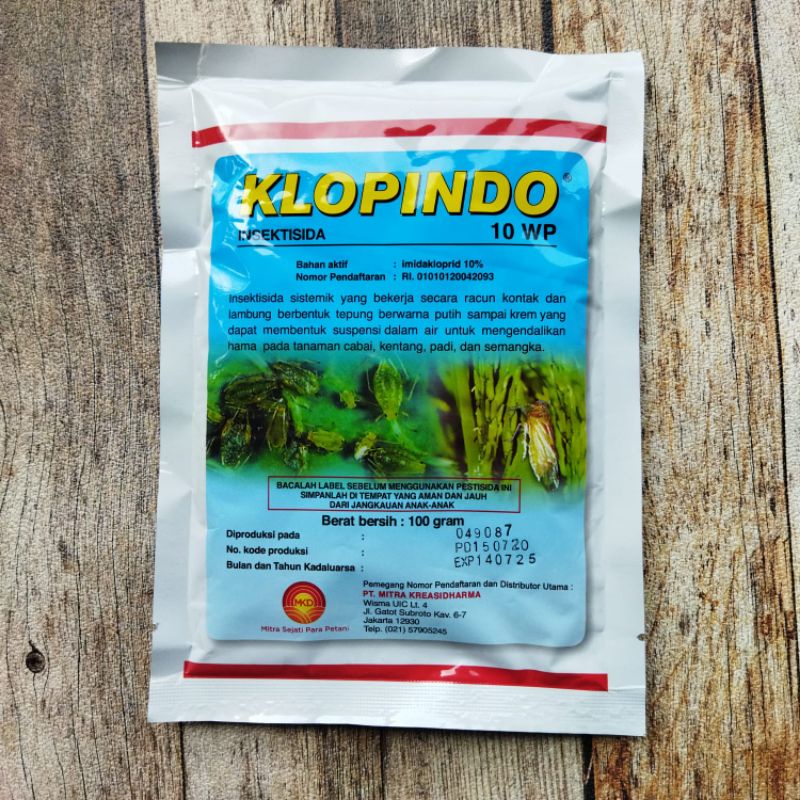 KLOPINDO®
INSEKTISIDA 10 WP
Bahan aktif : imidakloprid 10%
Nomor Pendaftaran : RI. 01010120042093
Insektisida sistemik yang bekerja secara racun kontak dan
lambung berbentuk tepung berwarna putih sampai krem yang
dapat membentuk suspensi dalam air untuk mengendalikan
hama pada tanaman cabai, kentang, padi, dan semangka.
BACALAH LABEL SEBELUM MENGGUNAKAN PESTISIDA INI
SIMPANLAH DI TEMPAT YANG AMAN DAN JAUH
DARI JANGKAUAN ANAK-ANAK
Berat bersih : 100 gram
Diproduksi pada : 049087
No. kode produksi : PD150720
Bulan dan Tahun Kadaluarsa : EXP140725
MKD
Mitra Sejati Para Petani
Pemegang Nomor Pendaftaran dan Distributor Utama :
PT. MITRA KREASIDHARMA
Wisma UIC Lt. 4
Jl. Gatot Subroto Kav. 6-7
Jakarta 12930
Telp. (021) 57905245